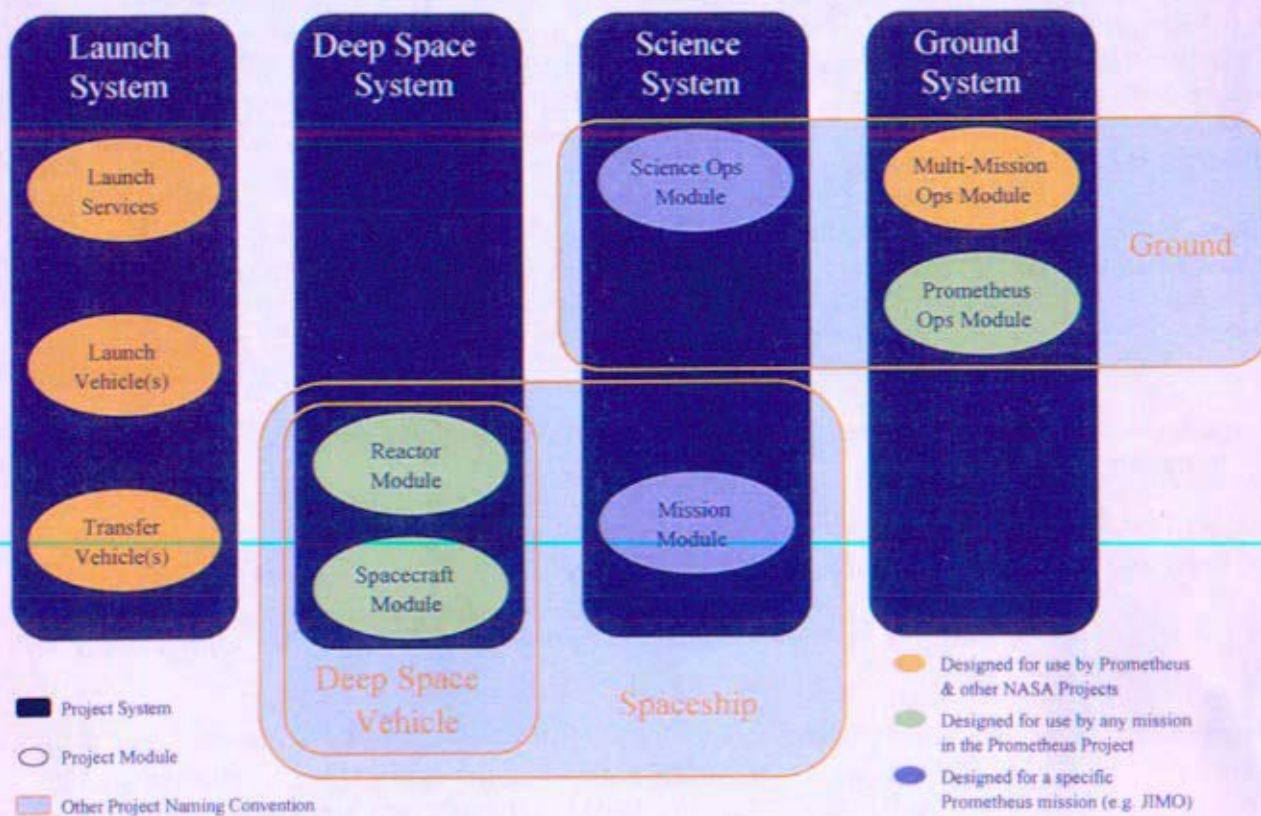 Launch
System
Deep Space
System
Science
System
Ground
System
Launch
Services
Launch
Vehicle(s)
Transfer
Vehicle(s)
Reactor
Module
Spacecraft
Module
Deep Space
Vehicle
Science Ops
Module
Mission
Module
Spaceship
Multi-Mission
Ops Module
Prometheus
Ops Module
Ground
Project System
Project Module
Other Project Naming Convention
Designed for use by Prometheus
& other NASA Projects
Designed for use by any mission
in the Prometheus Project
Designed for a specific
Prometheus mission (e.g. JIMO)